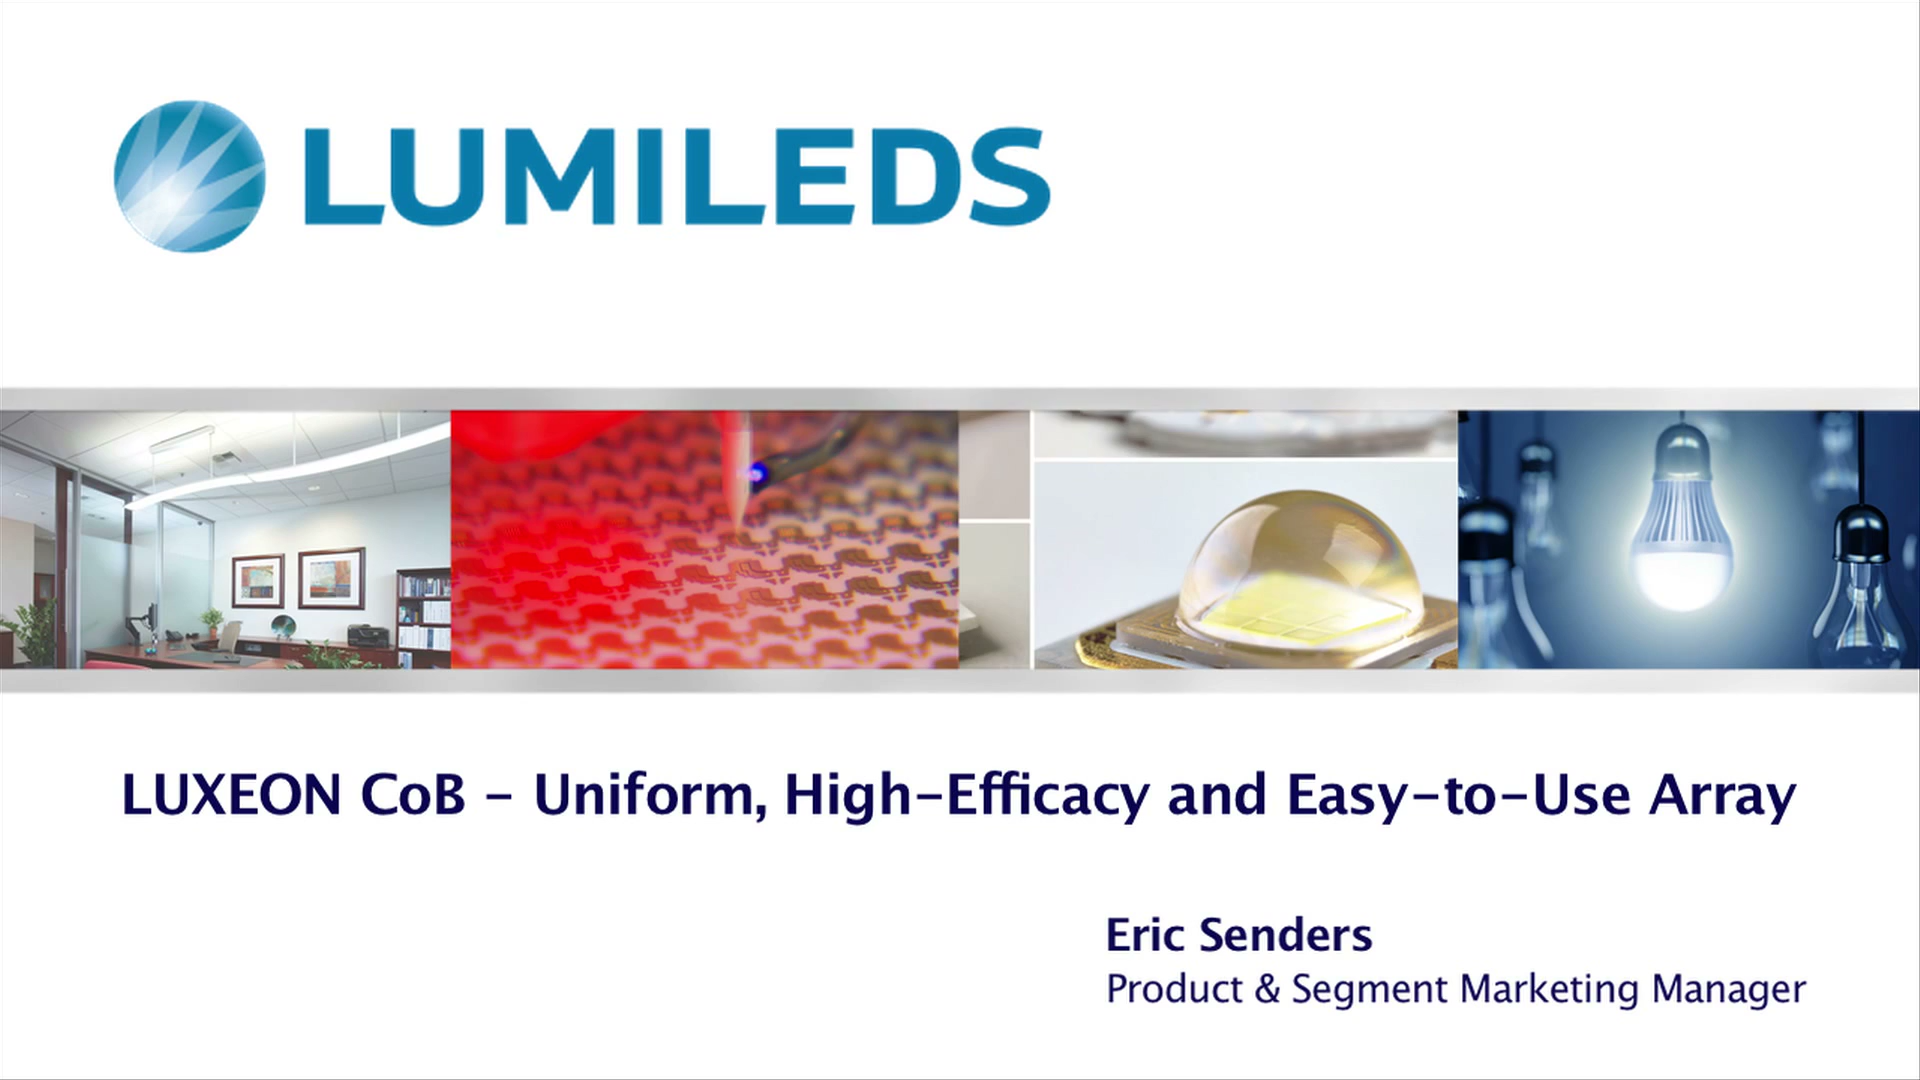 LUMILEDS
LUXEON CoB – Uniform, High-Efficacy and Easy-to-Use Array
Eric Senders
Product & Segment Marketing Manager